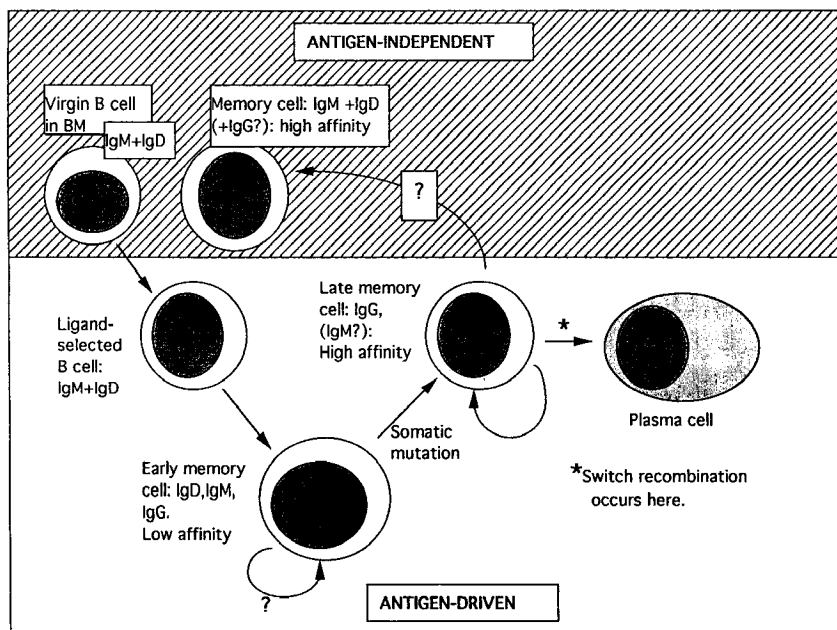 ANTIGEN-INDEPENDENT
Virgin B cell
in BM
IgM+IgD
Memory cell: IgM +IgD
(+IgG?): high affinity
?
Ligand-
selected
B cell:
IgM+IgD
Late memory
cell: IgG,
(IgM?):
High affinity
*
Plasma cell
Somatic
mutation
Early memory
cell: IgD,IgM,
IgG.
Low affinity
?
*Switch recombination
occurs here.
ANTIGEN-DRIVEN